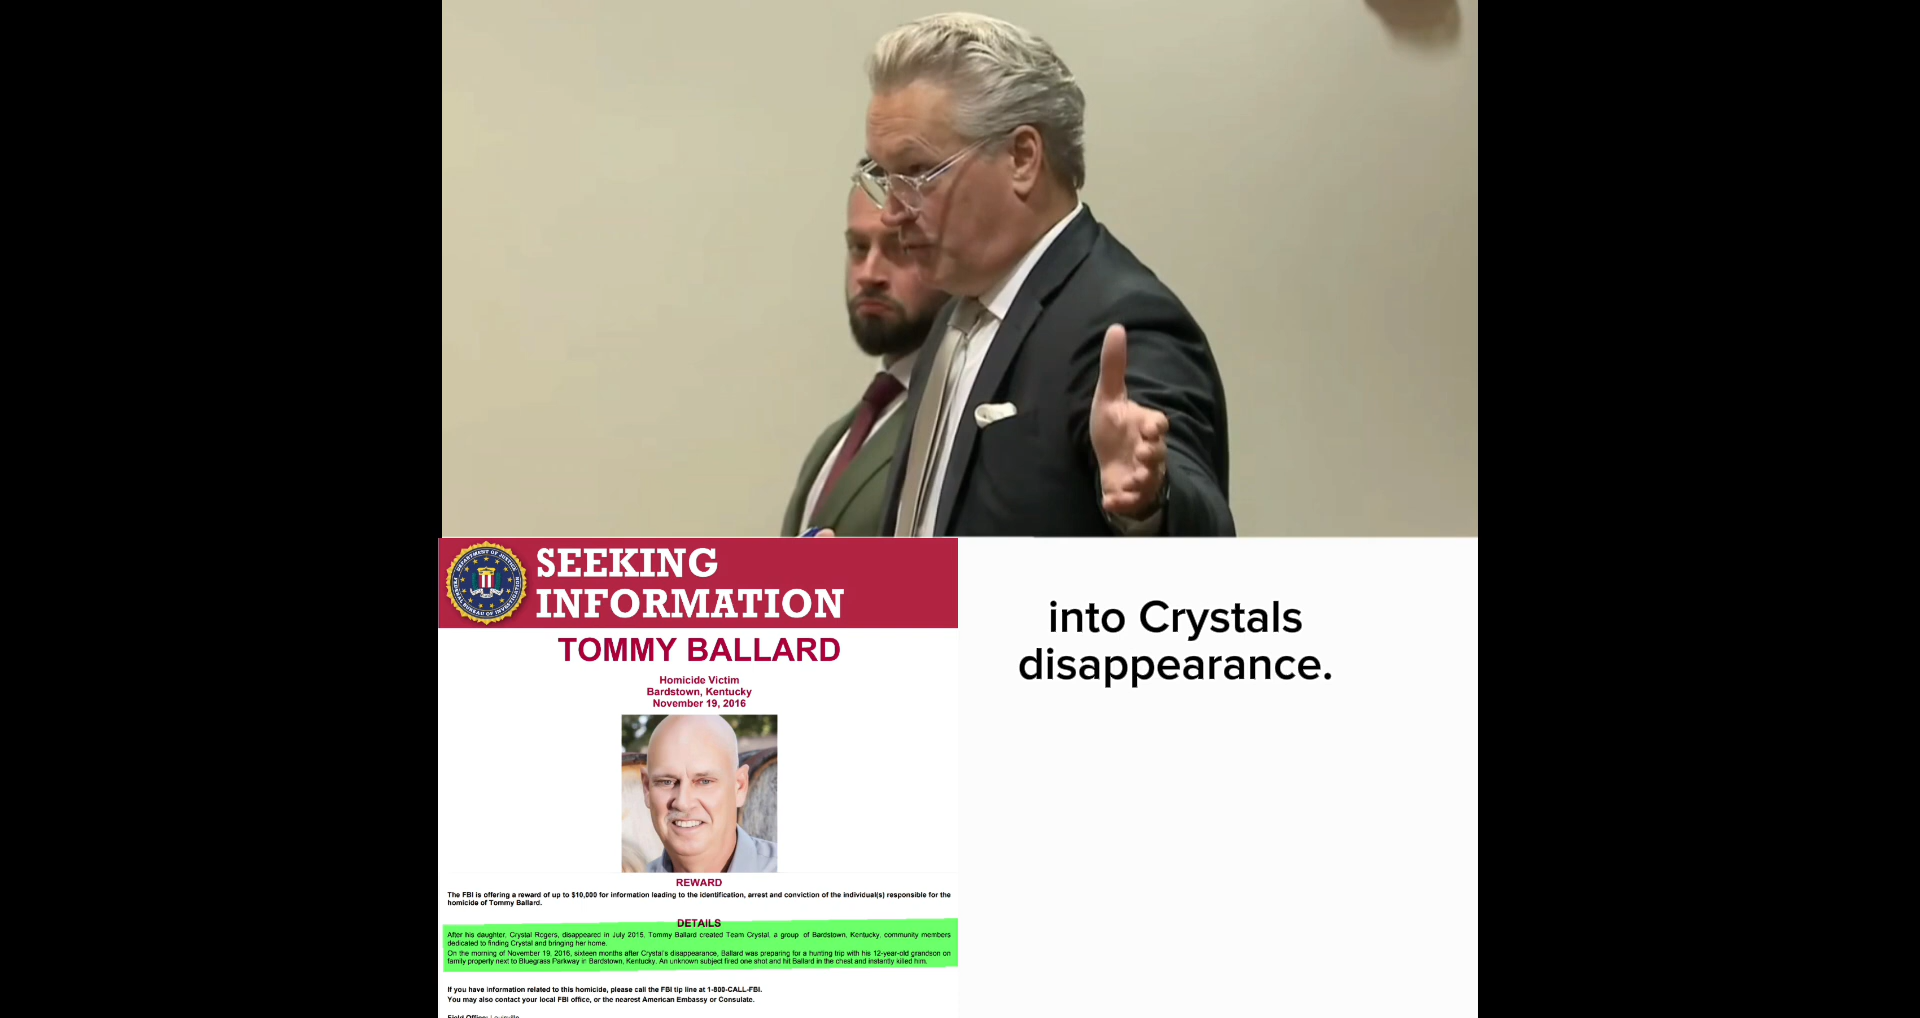 SEEKING
INFORMATION
TOMMY BALLARD
Homicide Victim
Bardstown, Kentucky
November 19, 2016
REWARD
The FBI is offering a reward of up to $10,000 for information leading to the identification, arrest and conviction of the individual(s) responsible for the
homicide of Tommy Ballard.
DETAILS
After his daughter, Crystal Rogers, disappeared in July 2015, Tommy Ballard created Team Crystal, a group of Bardstown, Kentucky, community members
dedicated to finding Crystal and bringing her home.
On the morning of November 19, 2016, sixteen months after Crystal's disappearance, Ballard was preparing for a hunting trip with his 12-year-old grandson on
family property next to Bluegrass Parkway in Bardstown, Kentucky. An unknown subject fired one shot and hit Ballard in the chest and instantly killed him.
If you have information related to this homicide, please call the FBI tip line at 1-800-CALL-FBI.
You may also contact your local FBI office, or the nearest American Embassy or Consulate.
Field Office: Louisville
into Crystals
disappearance.